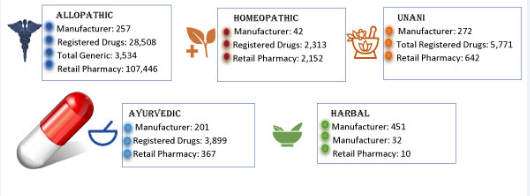 ALLOPATHIC
Manufacturer: 257
Registered Drugs: 28,508
Total Generic: 3,534
Retail Pharmacy: 107,446
HOMEOPATHIC
Manufacturer: 42
Registered Drugs: 2,313
Retail Pharmacy: 2,152
UNANI
Manufacturer: 272
Total Registered Drugs: 5,771
Retail Pharmacy: 642
AYURVEDIC
Manufacturer: 201
Registered Drugs: 3,899
Retail Pharmacy: 367
HARBAL
Manufacturer: 451
Manufacturer: 32
Retail Pharmacy: 10